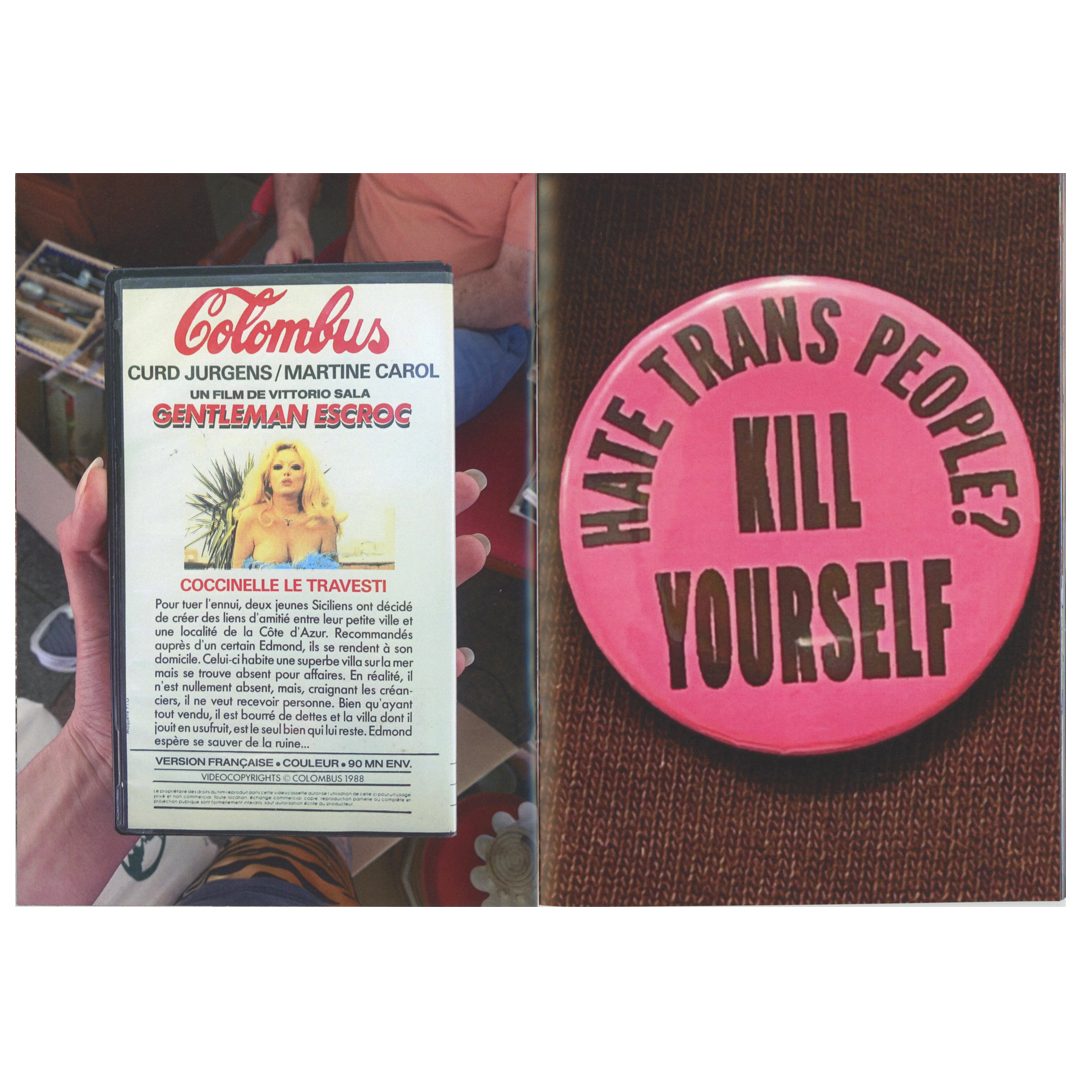 Colombus
CURD JURGENS / MARTINE CAROL
UN FILM DE VITTORIO SALA
GENTLEMAN ESCROC
COCCINELLE LE TRAVESTI
Pour tuer l'ennui, deux jeunes Siciliens ont décidé
de créer des liens d'amitié entre leur petite ville et
une localité de la Côte d'Azur. Recommandés
auprès d'un certain Edmond, ils se rendent à son
domicile. Celui-ci habite une superbe villa sur la mer
mais se trouve absent pour affaires. En réalité, il
n'est nullement absent, mais, craignant les créan-
ciers, il ne veut recevoir personne. Bien qu'ayant
tout vendu, il est bourré de dettes et la villa dont il
jouit en usufruit, est le seul bien qui lui reste. Edmond
espère se sauver de la ruine...
VERSION FRANÇAISE • COULEUR • 90 MN ENV.
VIDEOCOPYRIGHTS © COLOMBUS 1988
HATE TRANS PEOPLE?
KILL
YOURSELF